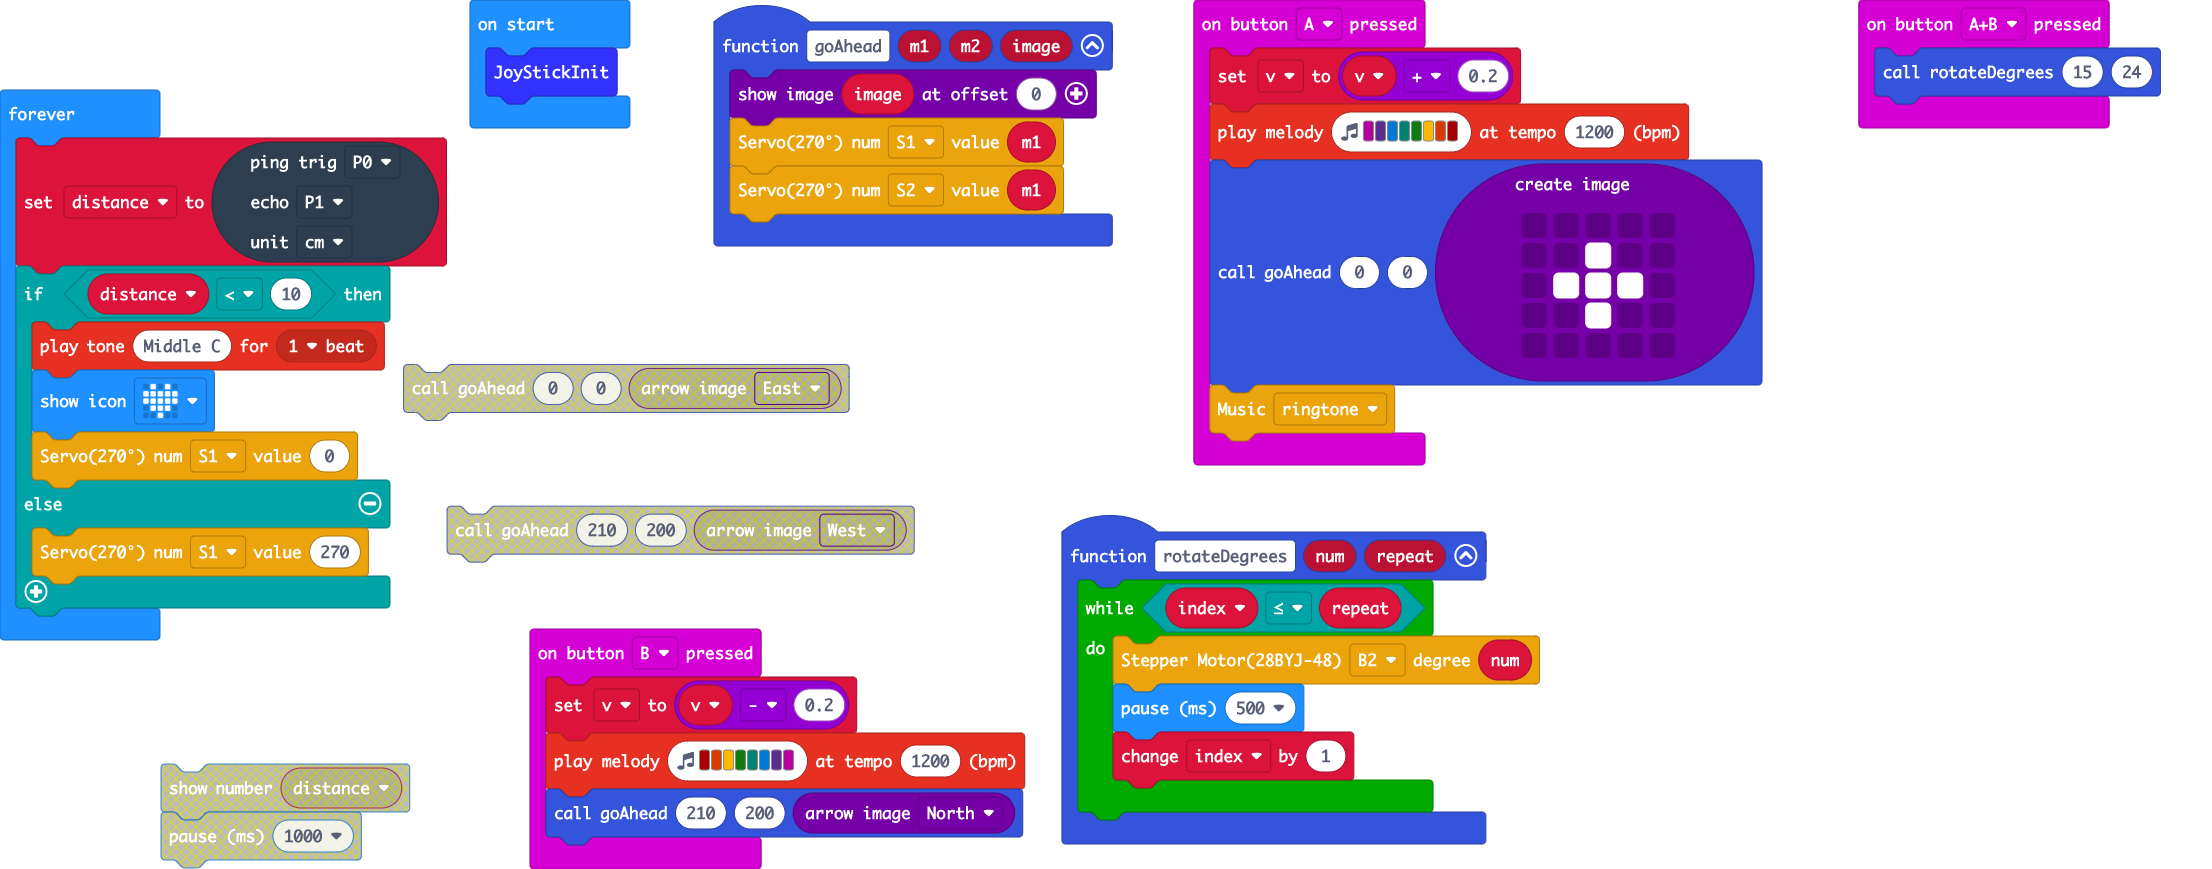 on start
JoyStickInit
function goAhead m1 m2 image
show image image at offset 0
Servo(270°) num S1 value m1
Servo(270°) num S2 value m1
on button A pressed
set v to v + 0.2
play melody at tempo 1200 (bpm)
call goAhead 0 0 create image
Music ringtone
on button A+B pressed
call rotateDegrees 15 24
forever
set distance to ping trig P0
echo P1
unit cm
if distance < 10 then
play tone Middle C for 1 beat
show icon
Servo(270°) num S1 value 0
else
Servo(270°) num S1 value 270
call goAhead 0 0 arrow image East
call goAhead 210 200 arrow image West
function rotateDegrees num repeat
while index ≤ repeat
do
Stepper Motor(28BYJ-48) B2 degree num
pause (ms) 500
change index by 1
on button B pressed
set v to v - 0.2
play melody at tempo 1200 (bpm)
call goAhead 210 200 arrow image North
show number distance
pause (ms) 1000